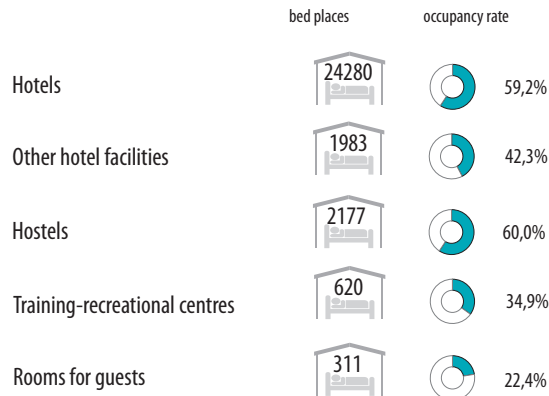 bed places occupancy rate
Hotels 24280 59,2%
Other hotel facilities 1983 42,3%
Hostels 2177 60,0%
Training-recreational centres 620 34,9%
Rooms for guests 311 22,4%